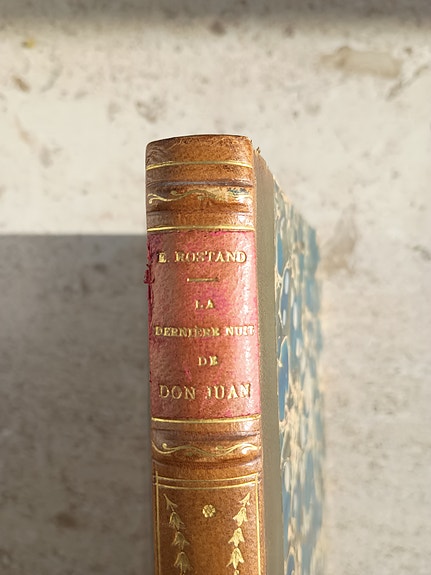 E. ROSTAND
LA
DERNIÈRE NUIT
DE
DON JUAN